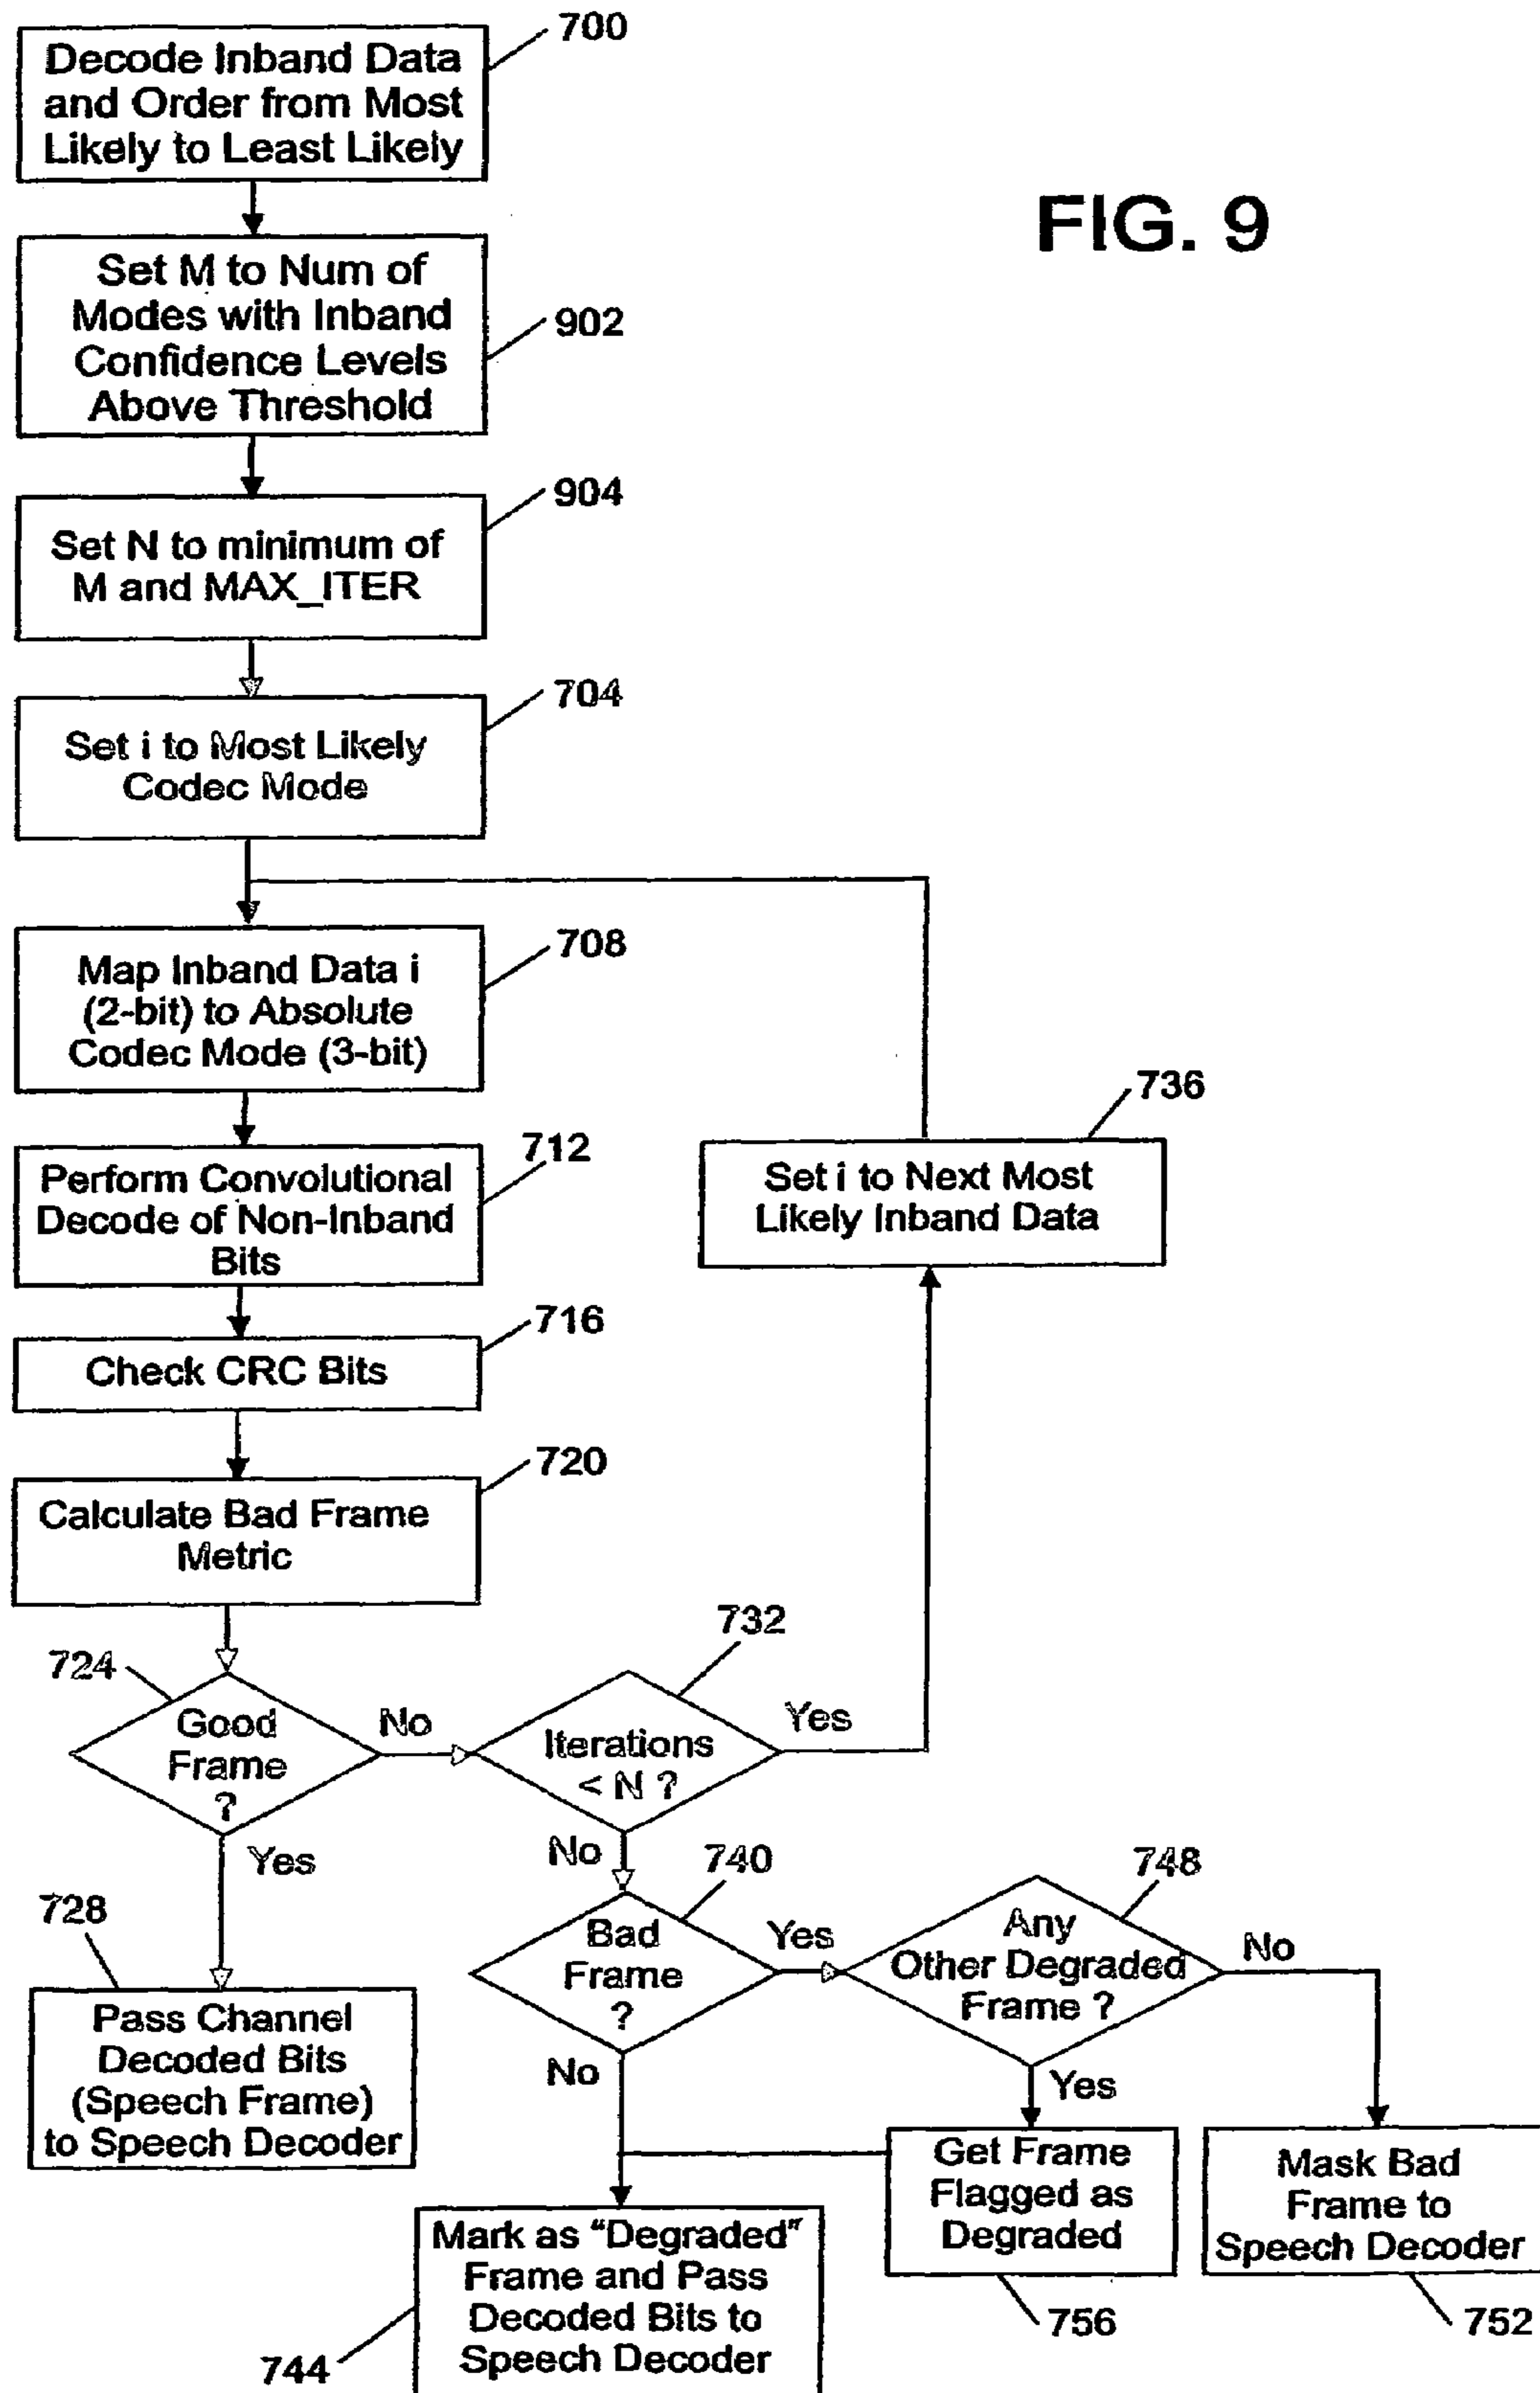 700
Decode Inband Data
and Order from Most
Likely to Least Likely
FIG. 9
Set M to Num of
Modes with Inband
Confidence Levels
Above Threshold
902
904
Set N to minimum of
M and MAX_ITER
704
Set i to Most Likely
Codec Mode
708
Map Inband Data i
(2-bit) to Absolute
Codec Mode (3-bit)
736
712
Perform Convolutional
Decode of Non-Inband
Bits
Set i to Next Most
Likely Inband Data
716
Check CRC Bits
720
Calculate Bad Frame
Metric
732
724
Good
Frame
?
No
Iterations
< N ?
Yes
Yes
No
740
748
728
Bad
Frame
?
Yes
Any
Other Degraded
Frame ?
No
Pass Channel
Decoded Bits
(Speech Frame)
to Speech Decoder
No
Yes
Get Frame
Flagged as
Degraded
Mask Bad
Frame to
Speech Decoder
Mark as “Degraded”
Frame and Pass
Decoded Bits to
Speech Decoder
756
752
744